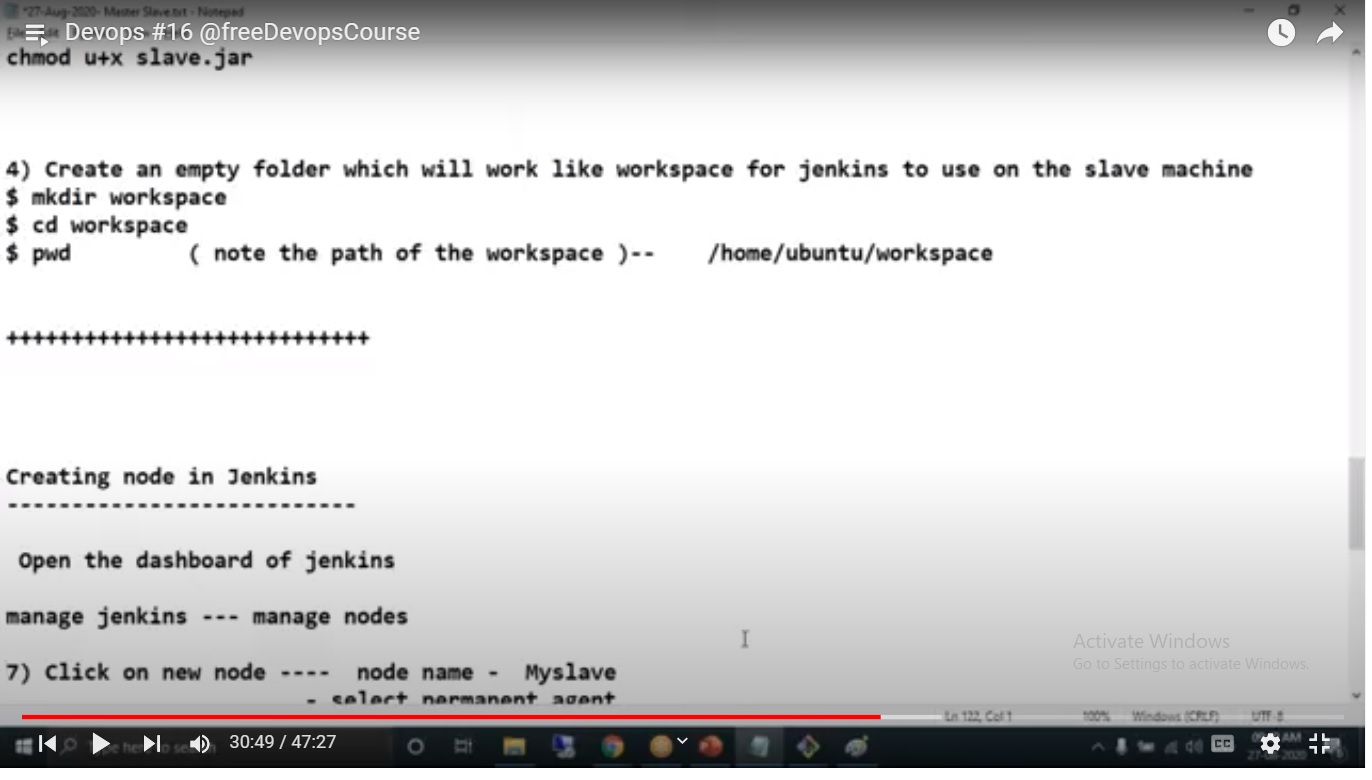 *27-Aug-2020- Master Slave.txt - Notepad
Devops #16 @freeDevopsCourse
chmod u+x slave.jar
4) Create an empty folder which will work like workspace for jenkins to use on the slave machine
$ mkdir workspace
$ cd workspace
$ pwd ( note the path of the workspace )-- /home/ubuntu/workspace
++++++++++++++++++++++++++++
Creating node in Jenkins
---------------------------
Open the dashboard of jenkins
manage jenkins --- manage nodes
7) Click on new node ---- node name - Myslave
- select permanent agent
Activate Windows
Go to Settings to activate Windows.
Ln 122, Col 1 100% Windows (CRLF) UTF-8
30:49 / 47:27
CC
27-08-2020